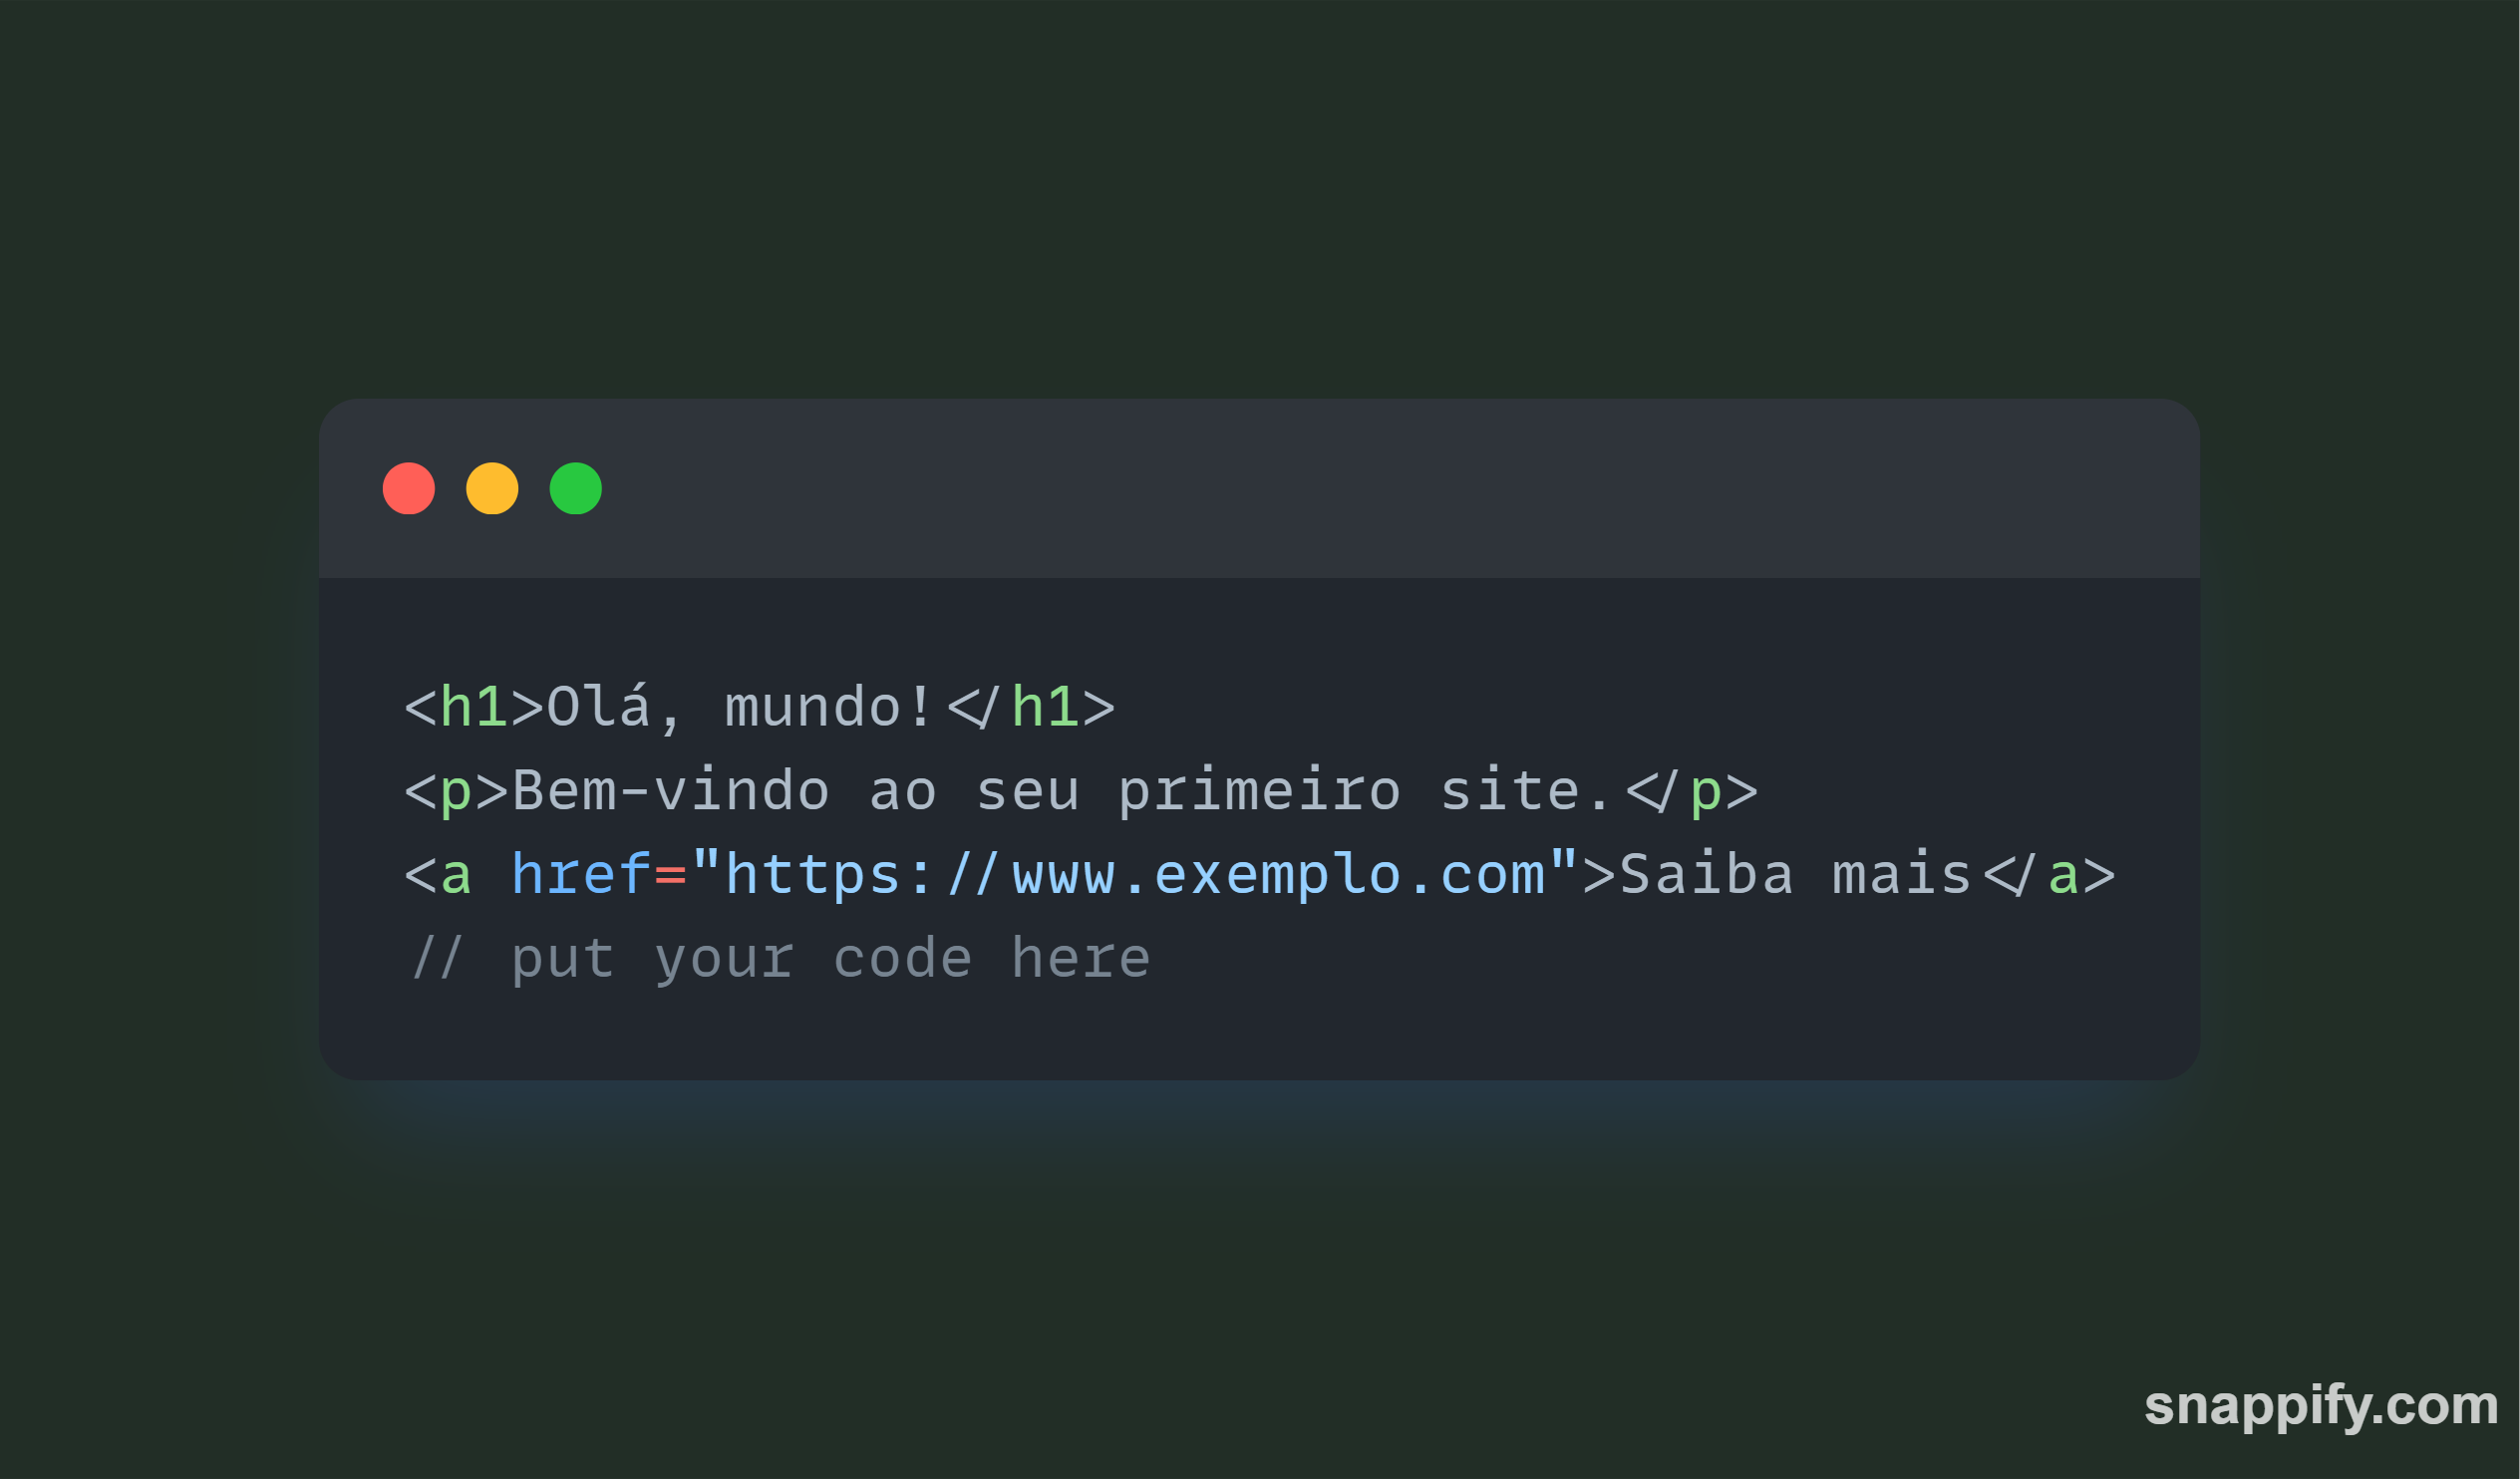 <h1>Olá, mundo!</h1>
<p>Bem-vindo ao seu primeiro site.</p>
<a href="https://www.exemplo.com">Saiba mais</a>
// put your code here
snappify.com